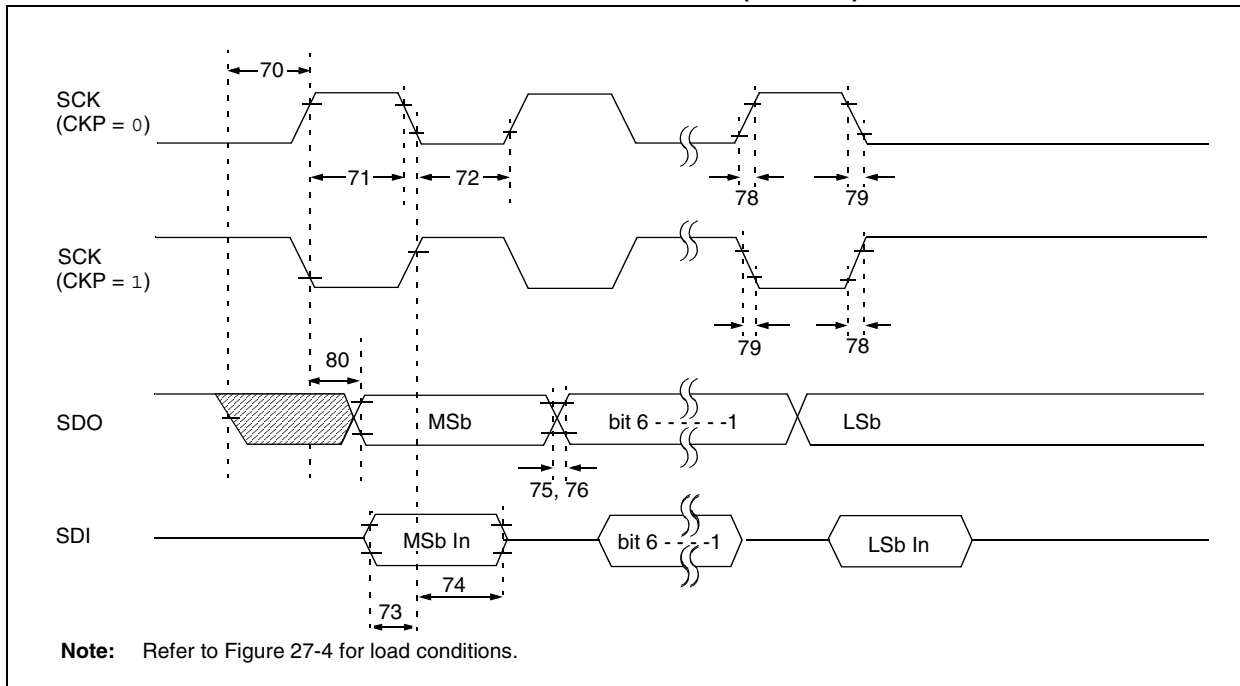 70
SCK
(CKP = 0)
71
72
78
79
SCK
(CKP = 1)
79
78
80
SDO
MSb
bit 6 - - - - - -1
LSb
75, 76
SDI
MSb In
bit 6 - - - - -1
LSb In
74
73
Note: Refer to Figure 27-4 for load conditions.